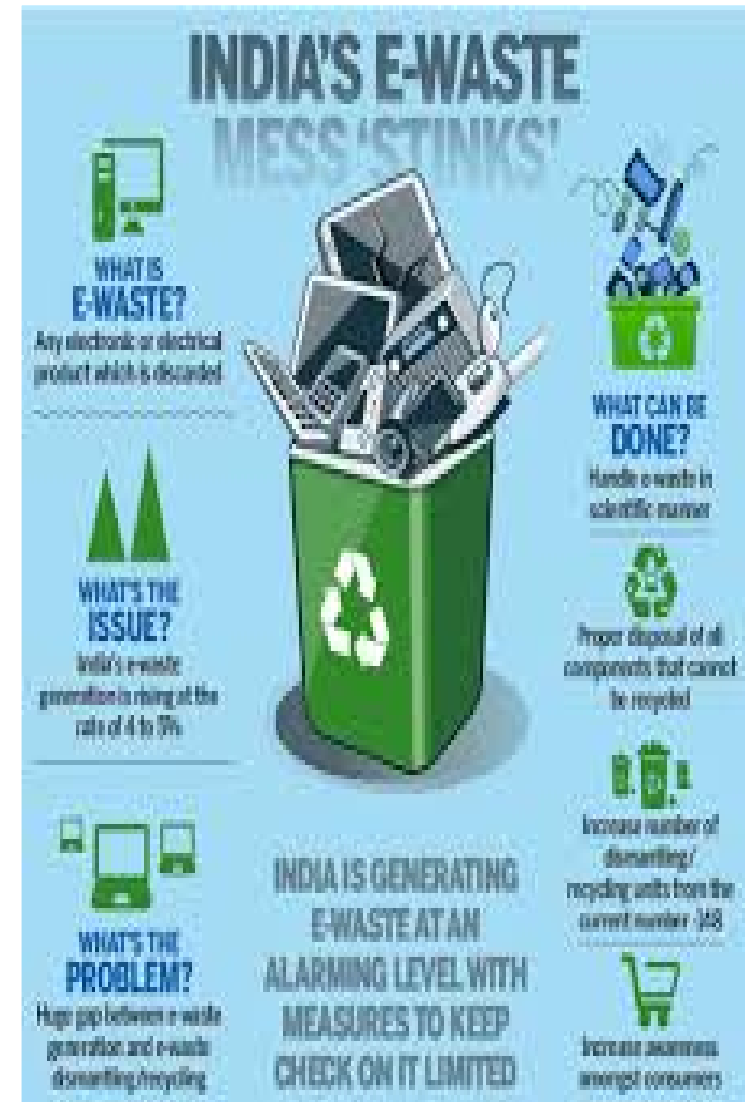 INDIA'S E-WASTE
MESS 'STINKS'
WHAT IS
E-WASTE?
Any electronic or electrical
product which is discarded
WHAT'S THE
ISSUE?
India's e-waste
generation is rising at the
rate of 4 to 5%
WHAT'S THE
PROBLEM?
Huge gap between e-waste
generation and e-waste
dismantling/recycling
INDIA IS GENERATING
E-WASTE AT AN
ALARMING LEVEL WITH
MEASURES TO KEEP
CHECK ON IT LIMITED
WHAT CAN BE
DONE?
Handle e-waste in
scientific manner
Proper disposal of all
components that cannot
be recycled
Increase number of
dismantling/
recycling units from the
current number
Increase awareness
amongst consumers